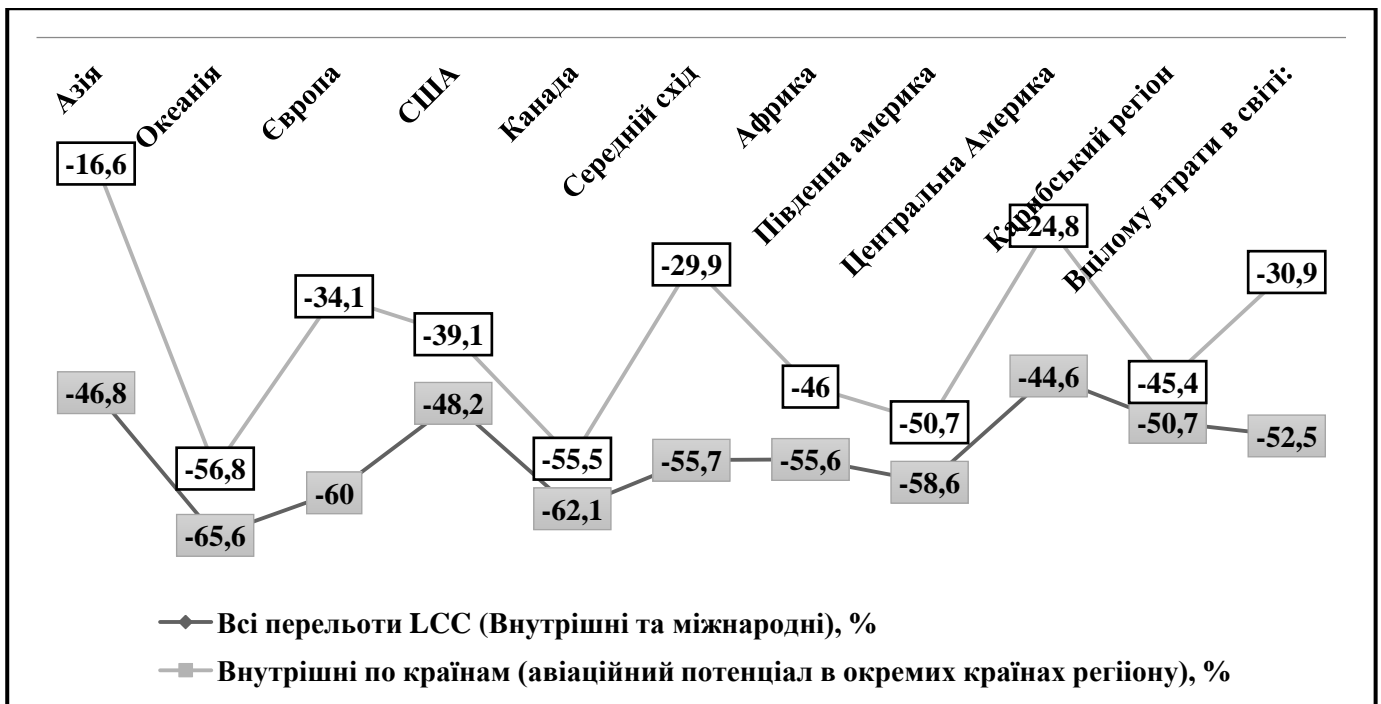 Азія
Океанія
Європа
США
Канада
Середній схід
Африка
Південна америка
Центральна Америка
Карибський регіон
Вцілому втрати в світі:
-16,6
-56,8
-34,1
-39,1
-55,5
-29,9
-46
-50,7
-24,8
-45,4
-30,9
-46,8
-65,6
-60
-48,2
-62,1
-55,7
-55,6
-58,6
-44,6
-50,7
-52,5
Всі перельоти LCC (Внутрішні та міжнародні), %
Внутрішні по країнам (авіаційний потенціал в окремих країнах регііону), %